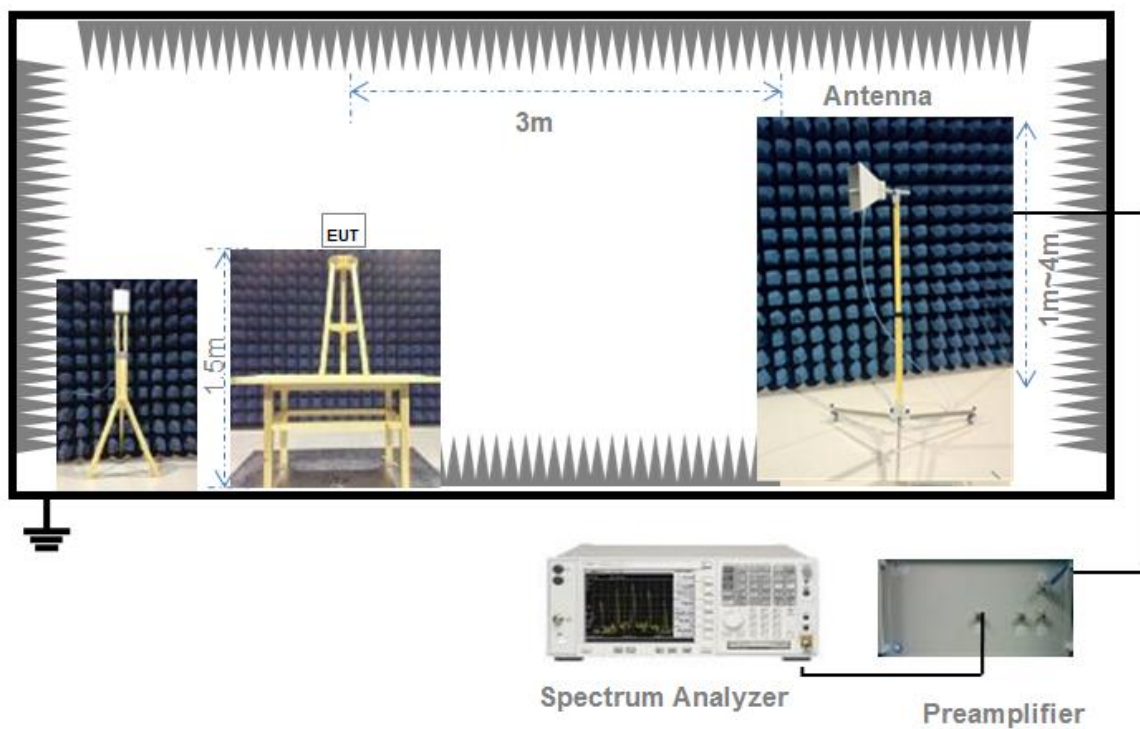 Antenna
3m
EUT
1.5m
1m~4m
Spectrum Analyzer
Preamplifier